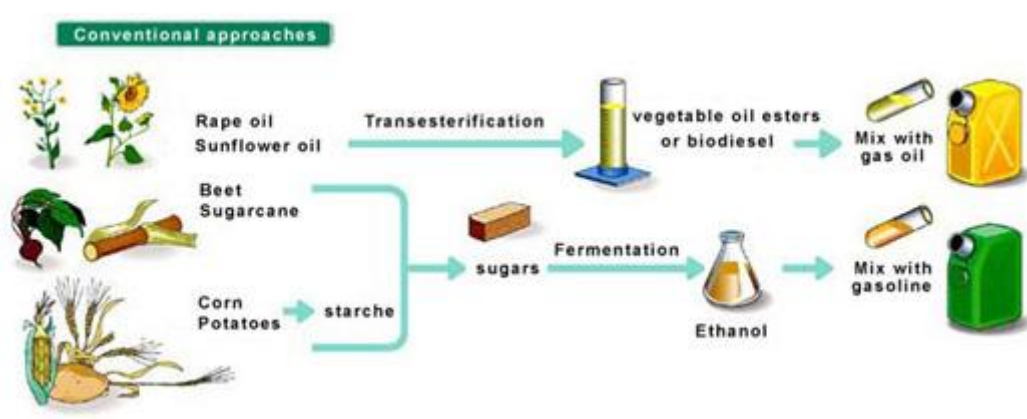 Conventional approaches
Rape oil
Sunflower oil
Transesterification
vegetable oil esters
or biodiesel
Mix with
gas oil
Beet
Sugarcane
sugars
Fermentation
Ethanol
Mix with
gasoline
Corn
Potatoes
starche